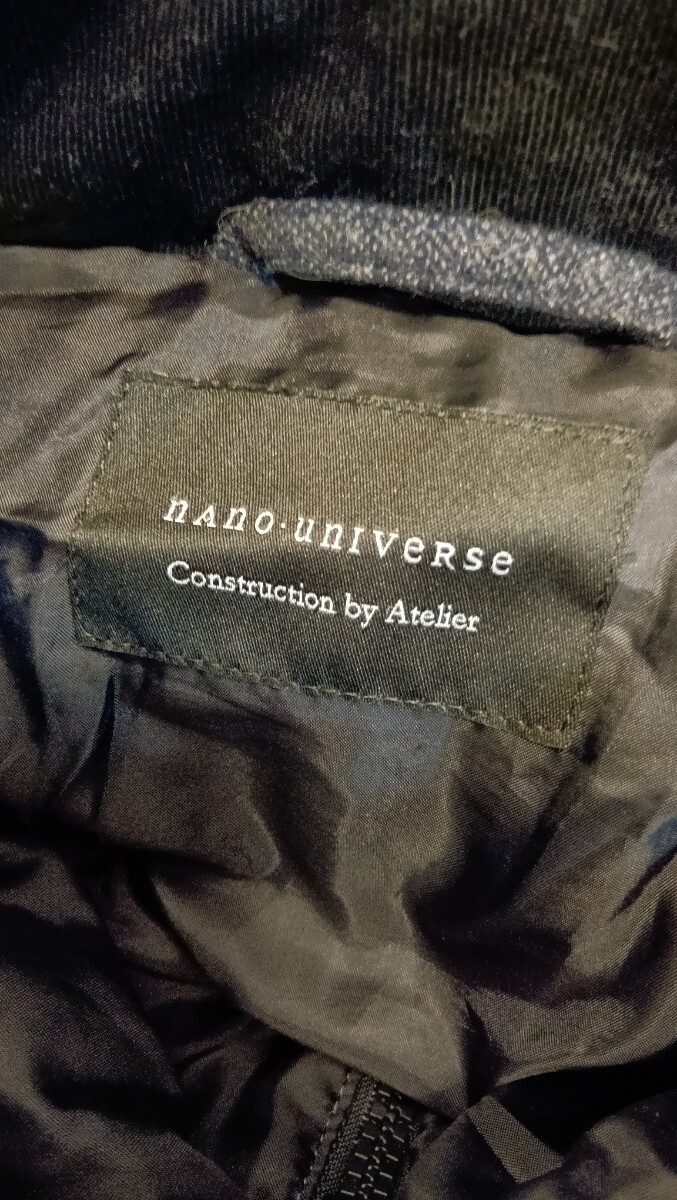 nano·universe
Construction by Atelier